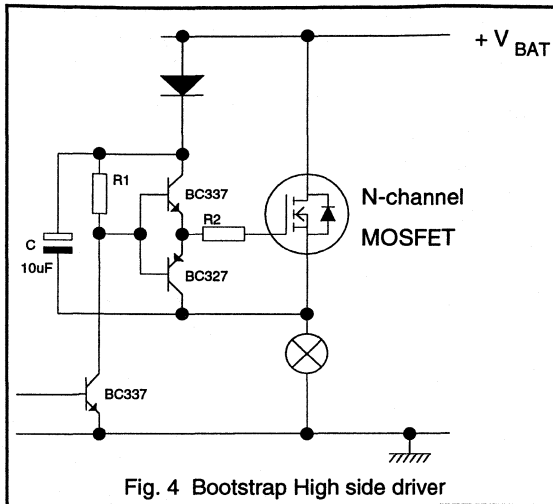 + V BAT
R1
BC337
R2
N-channel
MOSFET
C
10uF
BC327
BC337
Fig. 4 Bootstrap High side driver